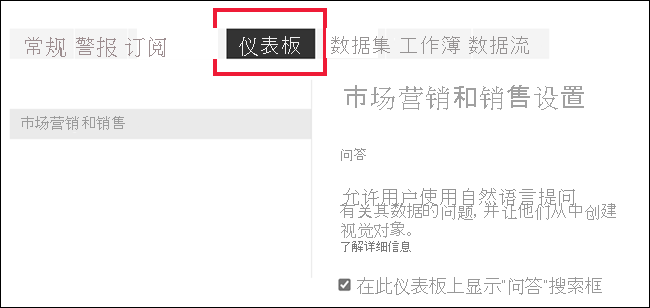 常规 警报 订阅 仪表板 数据集 工作簿 数据流
市场营销和销售
市场营销和销售设置
问答
允许用户使用自然语言提问
有关其数据的问题, 并让他们从中创建
视觉对象。
了解详细信息
在此仪表板上显示"问答"搜索框